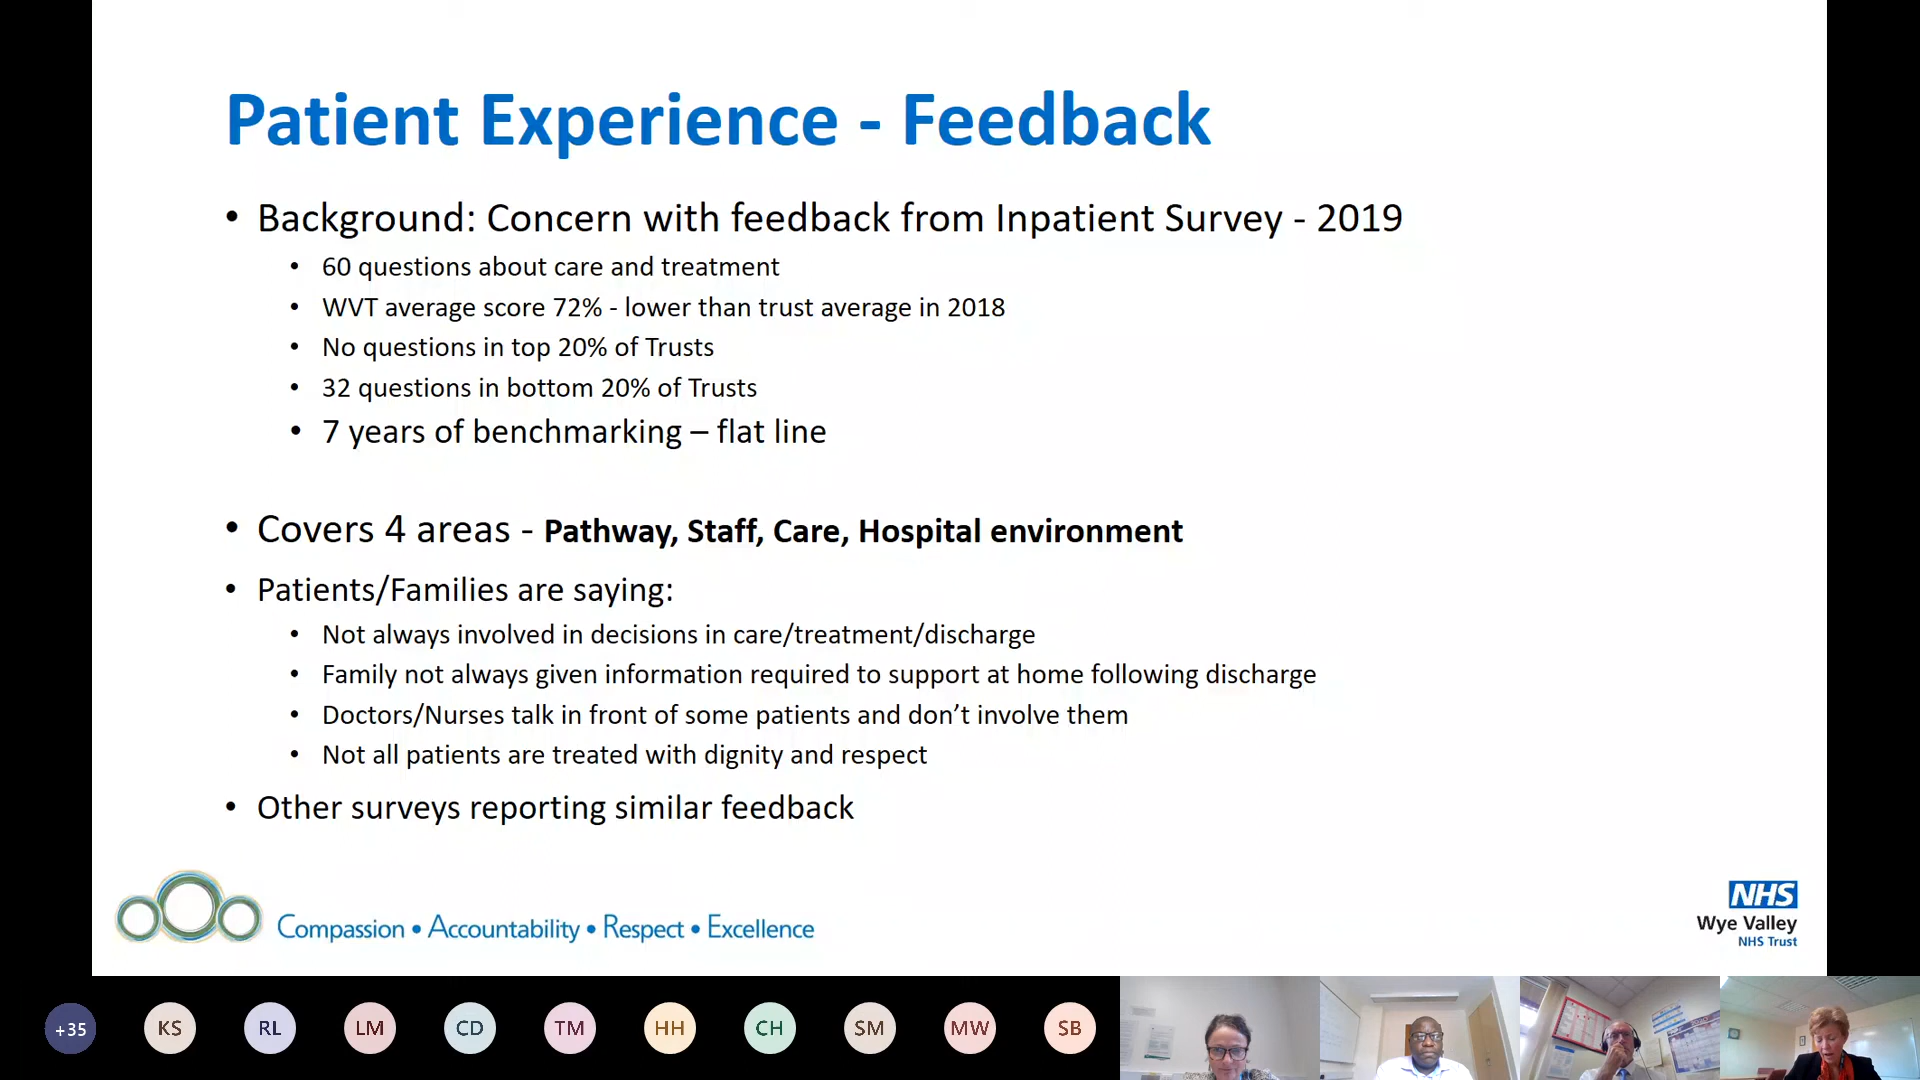 Patient Experience - Feedback
• Background: Concern with feedback from Inpatient Survey - 2019
• 60 questions about care and treatment
• WVT average score 72% - lower than trust average in 2018
• No questions in top 20% of Trusts
• 32 questions in bottom 20% of Trusts
• 7 years of benchmarking – flat line
• Covers 4 areas - Pathway, Staff, Care, Hospital environment
• Patients/Families are saying:
• Not always involved in decisions in care/treatment/discharge
• Family not always given information required to support at home following discharge
• Doctors/Nurses talk in front of some patients and don’t involve them
• Not all patients are treated with dignity and respect
• Other surveys reporting similar feedback
Compassion • Accountability • Respect • Excellence
NHS
Wye Valley
NHS Trust
+35 KS RL LM CD TM HH CH SM MW SB